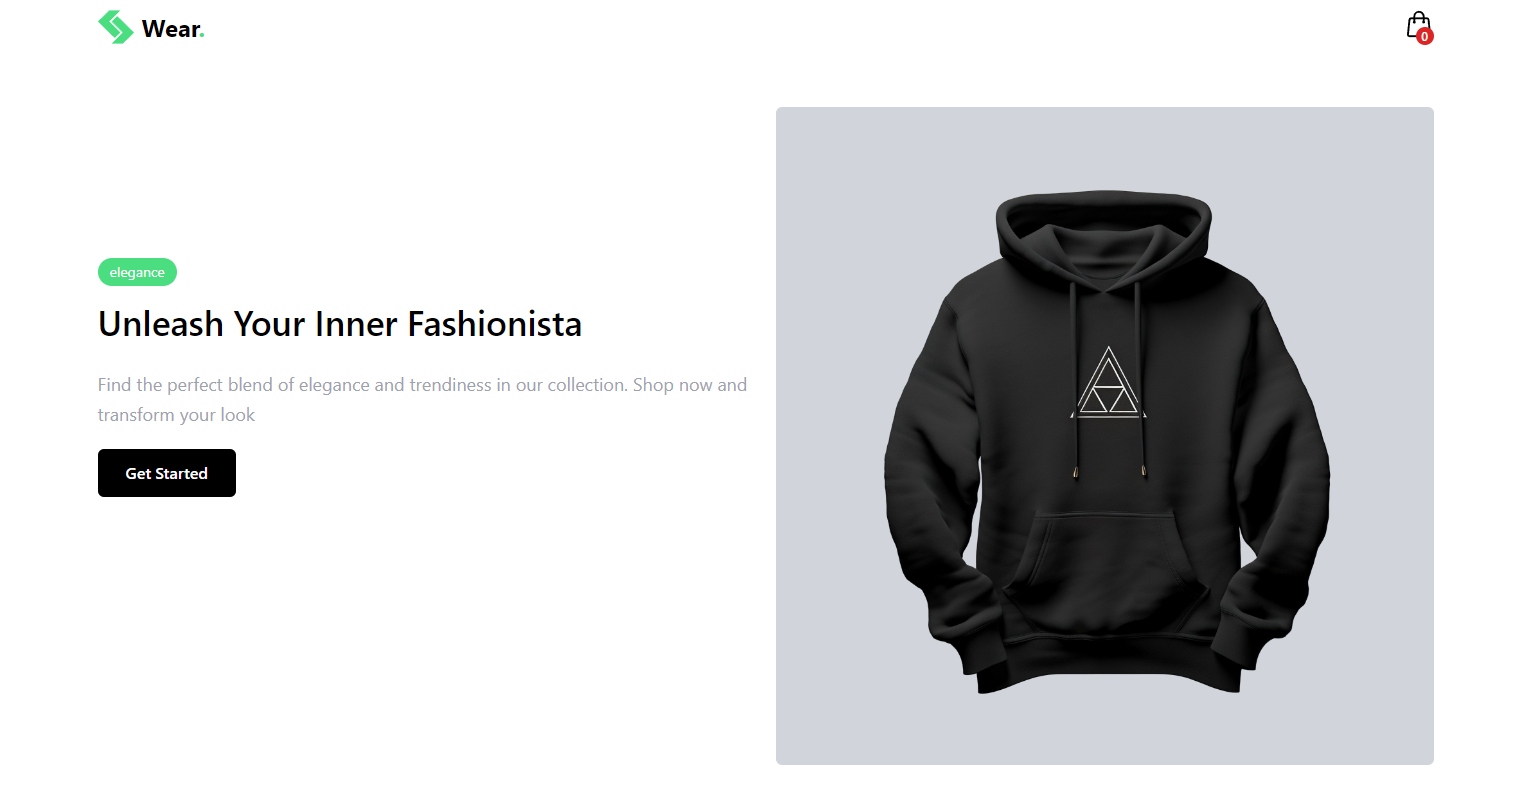 Wear.
0
elegance
Unleash Your Inner Fashionista
Find the perfect blend of elegance and trendiness in our collection. Shop now and
transform your look
Get Started